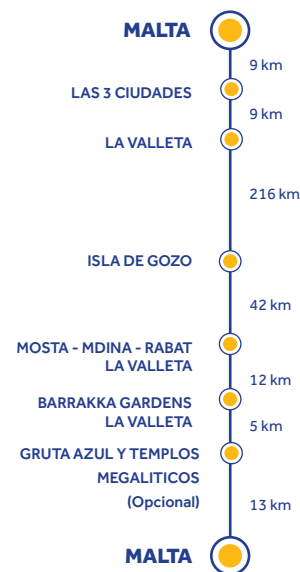 MALTA
9 km
LAS 3 CIUDADES
9 km
LA VALLETA
216 km
ISLA DE GOZO
42 km
MOSTA - MDINA - RABAT
LA VALLETA
12 km
BARRAKKA GARDENS
LA VALLETA
5 km
GRUTA AZUL Y TEMPLOS
MEGALITICOS
(Opcional)
13 km
MALTA